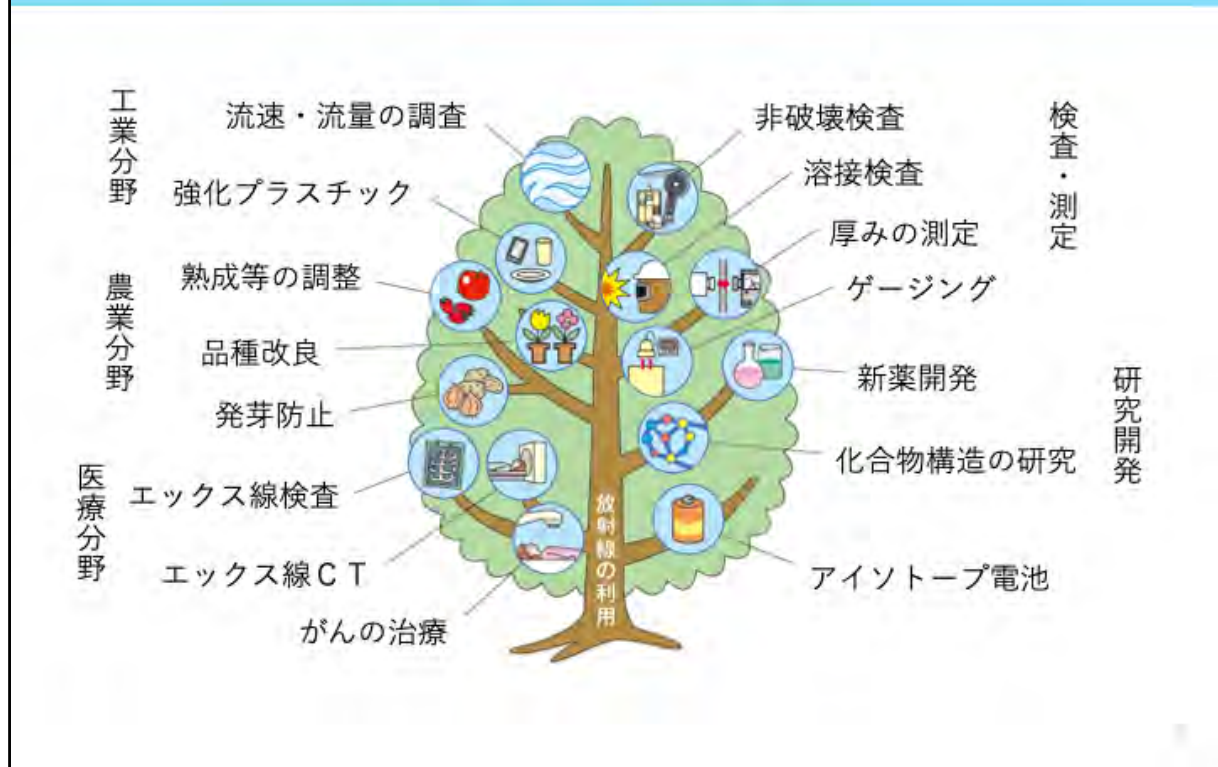 工業分野
流速・流量の調査
強化プラスチック
農業分野
熟成等の調整
品種改良
発芽防止
医療分野
エックス線検査
エックス線CT
がんの治療
検査・測定
非破壊検査
溶接検査
厚みの測定
ゲージング
研究開発
新薬開発
化合物構造の研究
アイソトープ電池
放射線の利用